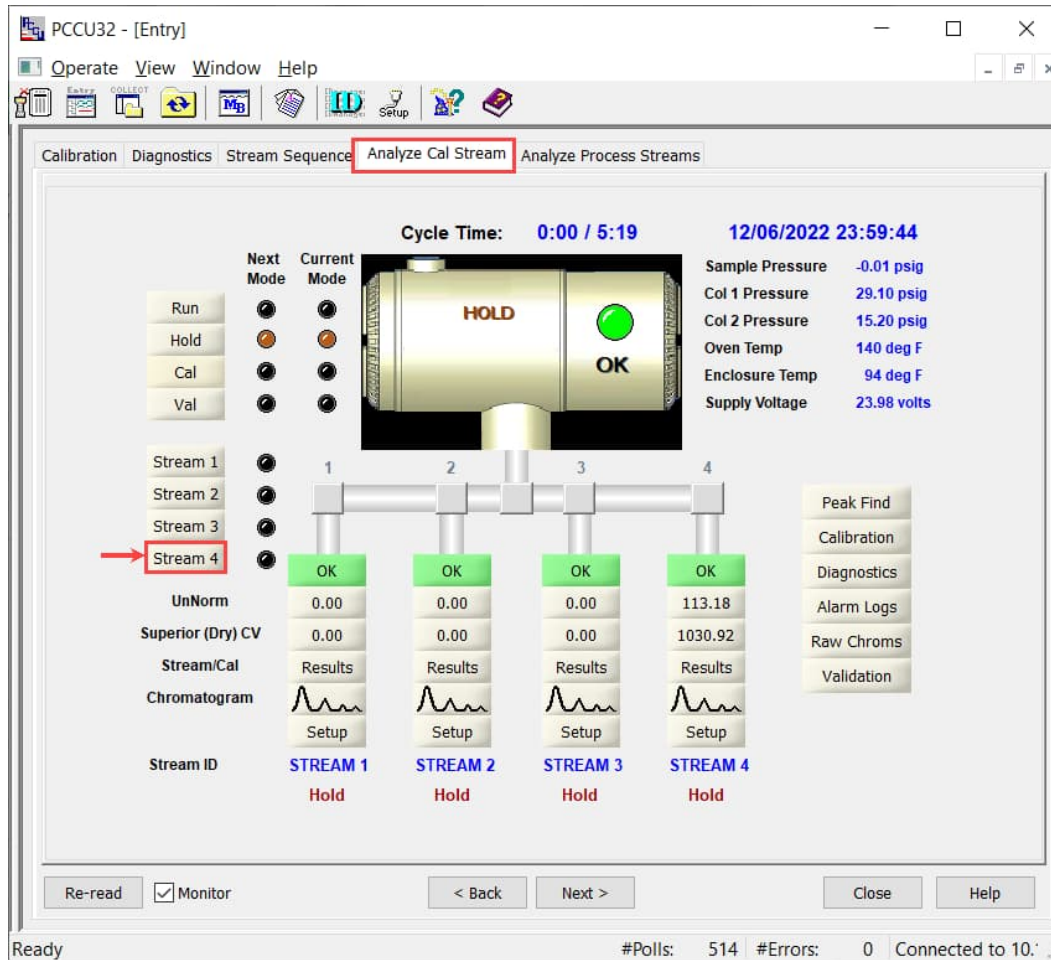 PCCU32 - [Entry]
Operate View Window Help
Entry COLLECT MB ID Setup
Calibration Diagnostics Stream Sequence Analyze Cal Stream Analyze Process Streams
Cycle Time: 0:00 / 5:19 12/06/2022 23:59:44
Next Mode Current Mode
Sample Pressure -0.01 psig
Col 1 Pressure 29.10 psig
Col 2 Pressure 15.20 psig
Oven Temp 140 deg F
Enclosure Temp 94 deg F
Supply Voltage 23.98 volts
Run
Hold
Cal
Val
HOLD
OK
Stream 1
Stream 2
Stream 3
Stream 4
1 2 3 4
OK OK OK OK
UnNorm 0.00 0.00 0.00 113.18
Superior (Dry) CV 0.00 0.00 0.00 1030.92
Stream/Cal Results Results Results Results
Chromatogram
Setup Setup Setup Setup
Stream ID STREAM 1 STREAM 2 STREAM 3 STREAM 4
Hold Hold Hold Hold
Peak Find
Calibration
Diagnostics
Alarm Logs
Raw Chroms
Validation
Re-read Monitor < Back Next > Close Help
Ready #Polls: 514 #Errors: 0 Connected to 10.